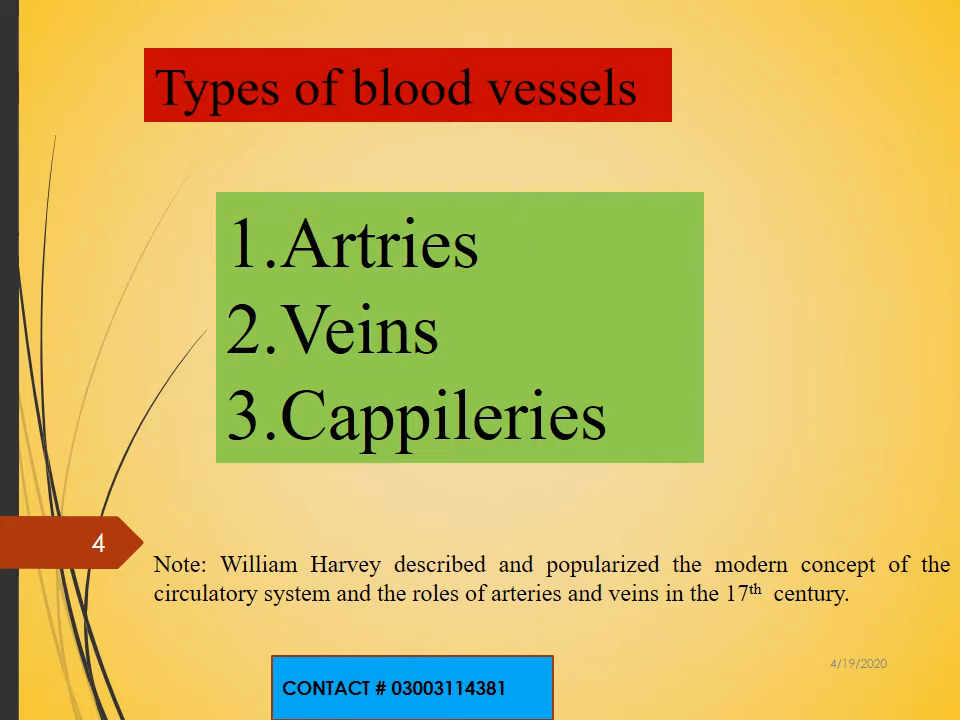 Types of blood vessels
1.Artries
2.Veins
3.Cappileries
4
Note: William Harvey described and popularized the modern concept of the
circulatory system and the roles of arteries and veins in the 17th century.
4/19/2020
CONTACT # 03003114381